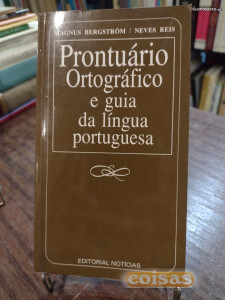 MAGNUS BERGSTRÖM / NEVES REIS
Prontuário
Ortográfico
e guia
da língua
portuguesa
EDITORIAL NOTÍCIAS
coisas